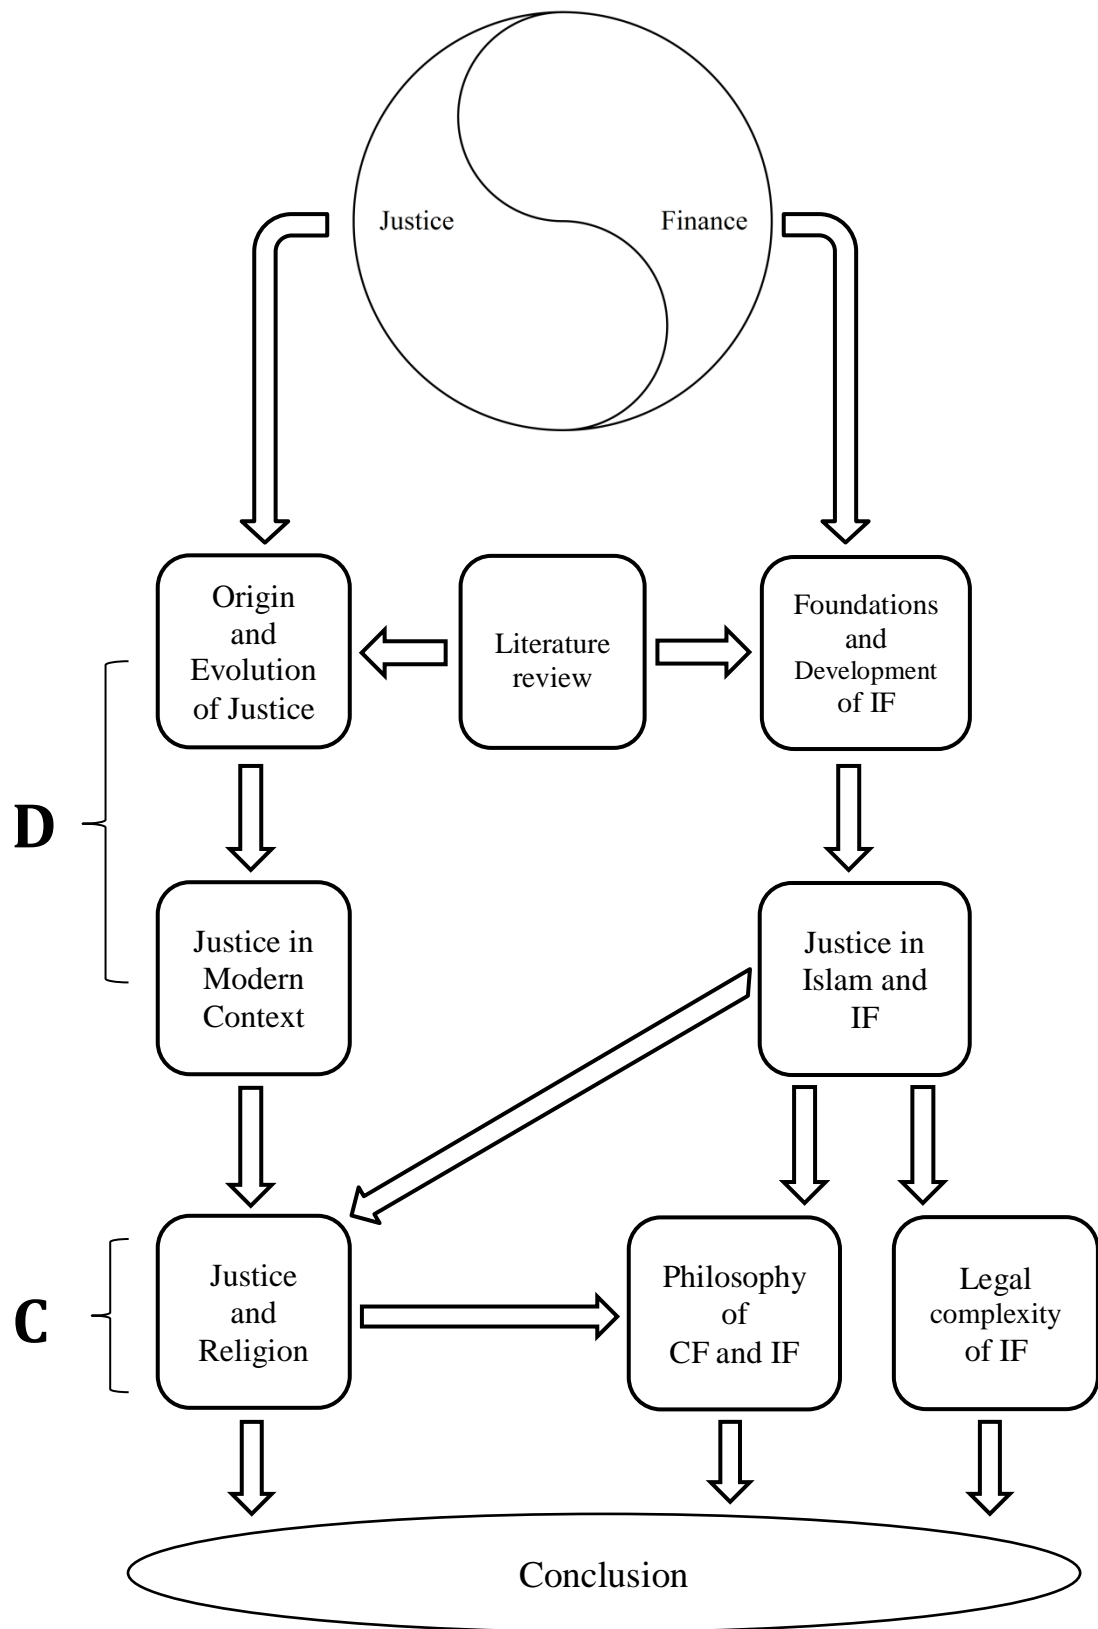 Justice
Finance
Origin
and
Evolution
of Justice
Literature
review
Foundations
and
Development
of IF
D
Justice in
Modern
Context
Justice in
Islam and
IF
C
Justice
and
Religion
Philosophy
of
CF and IF
Legal
complexity
of IF
Conclusion